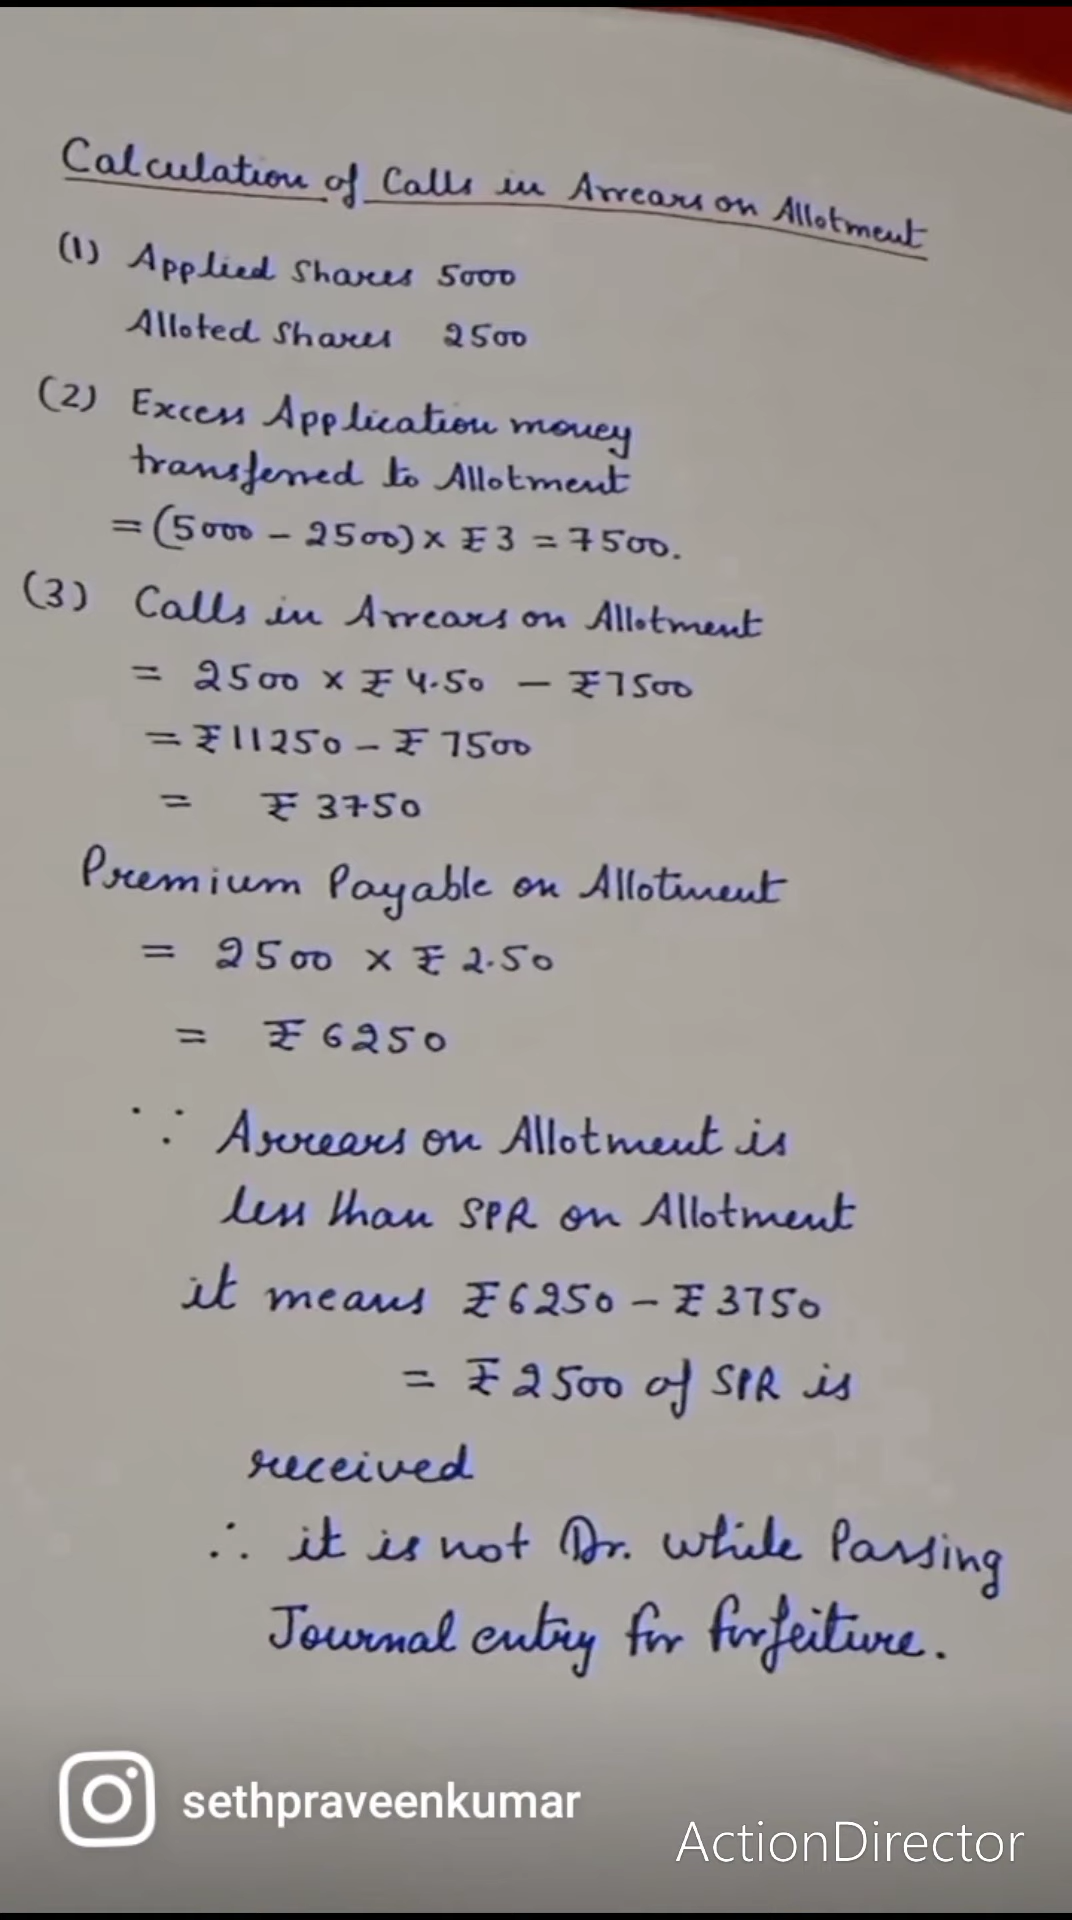 Calculation of Calls in Arrears on Allotment
(1) Applied Shares 5000
Alloted Shares 2500
(2) Excess Application money
transferred to Allotment
= (5000 - 2500) x ₹3 = 7500.
(3) Calls in Arrears on Allotment
= 2500 x ₹4.50 - ₹7500
= ₹11250 - ₹7500
= ₹3750
Premium Payable on Allotment
= 2500 x ₹2.50
= ₹6250
∵ Arrears on Allotment is
less than SPR on Allotment
it means ₹6250 - ₹3750
= ₹2500 of SPR is
received
∴ it is not Dr. while Passing
Journal entry for forfeiture.
sethpraveenkumar
ActionDirector